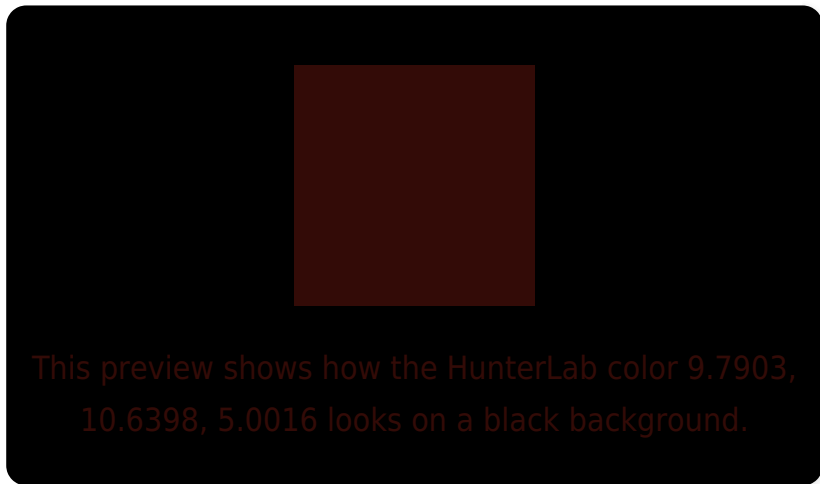 This preview shows how the HunterLab color 9.7903,
10.6398, 5.0016 looks on a black background.